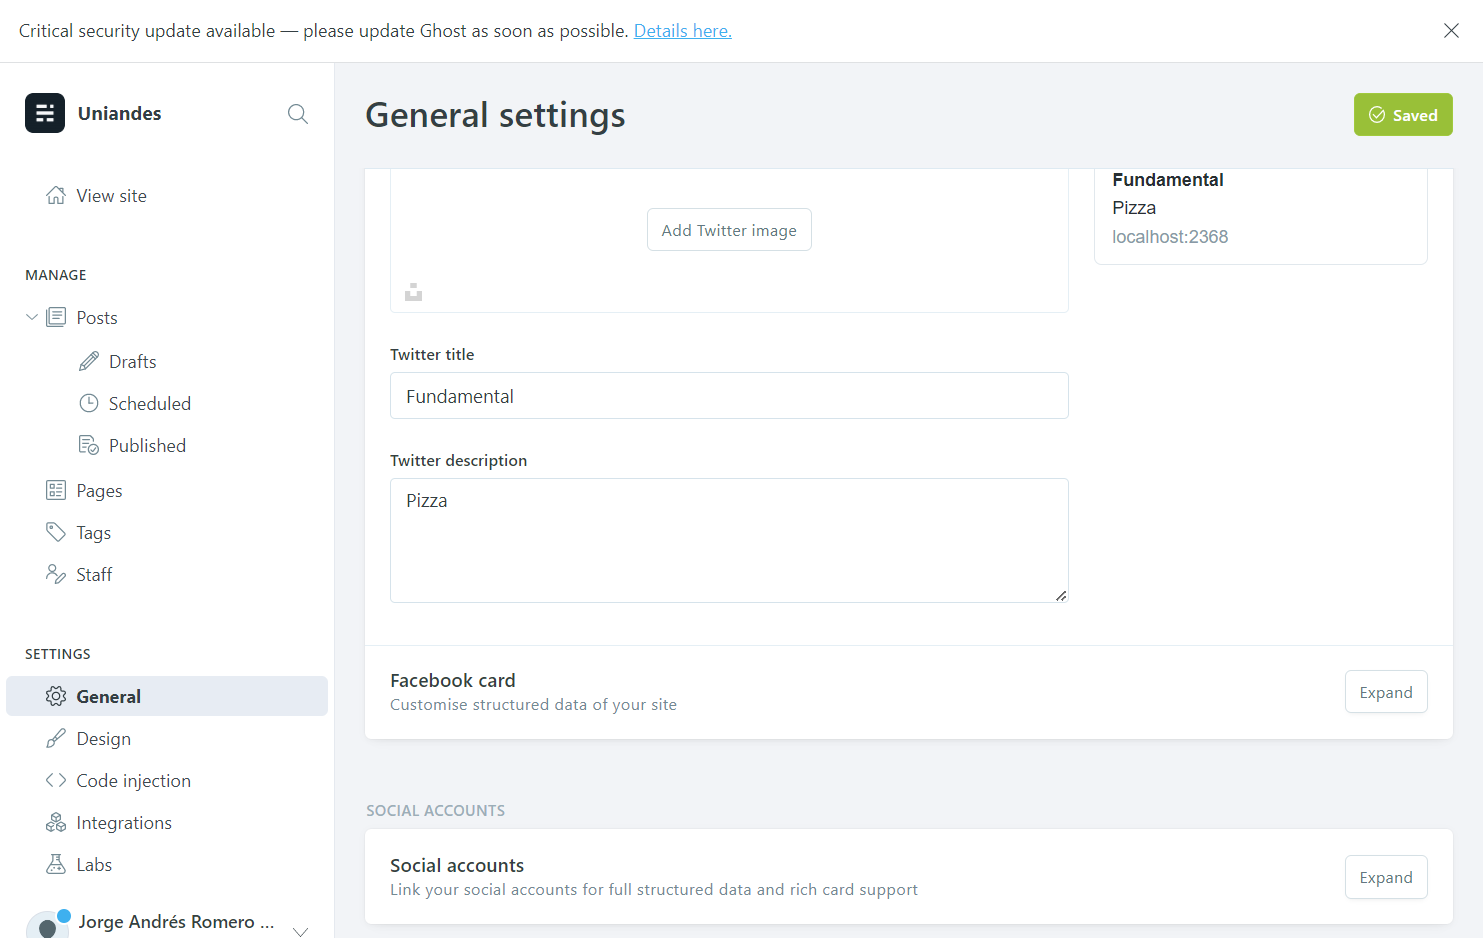 Critical security update available — please update Ghost as soon as possible. Details here.
Uniandes
View site
MANAGE
Posts
Drafts
Scheduled
Published
Pages
Tags
Staff
SETTINGS
General
Design
Code injection
Integrations
Labs
Jorge Andrés Romero ...
General settings
Saved
Add Twitter image
Fundamental
Pizza
localhost:2368
Twitter title
Fundamental
Twitter description
Pizza
Facebook card
Customise structured data of your site
Expand
SOCIAL ACCOUNTS
Social accounts
Link your social accounts for full structured data and rich card support
Expand